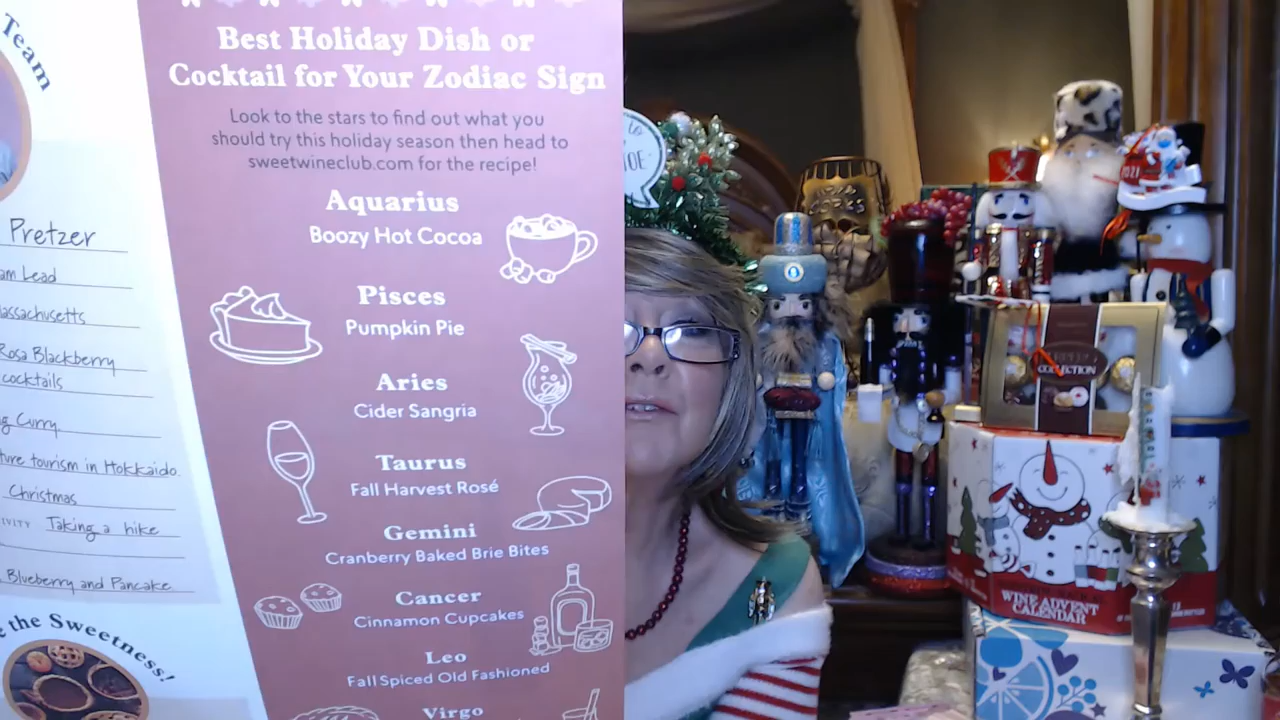 Team
Pretzer
am Lead
assachusetts
Rosa Blackberry
cocktails
Curry
ture tourism in Hokkaido
Christmas
IVITY Taking a hike
Blueberry and Pancake
e the Sweetness!
Best Holiday Dish or
Cocktail for Your Zodiac Sign
Look to the stars to find out what you
should try this holiday season then head to
sweetwineclub.com for the recipe!
Aquarius
Boozy Hot Cocoa
Pisces
Pumpkin Pie
Aries
Cider Sangria
Taurus
Fall Harvest Rosé
Gemini
Cranberry Baked Brie Bites
Cancer
Cinnamon Cupcakes
Leo
Fall Spiced Old Fashioned
Virgo
to
TOE
2021
COLLECTION
WINE ADVENT
CALENDAR